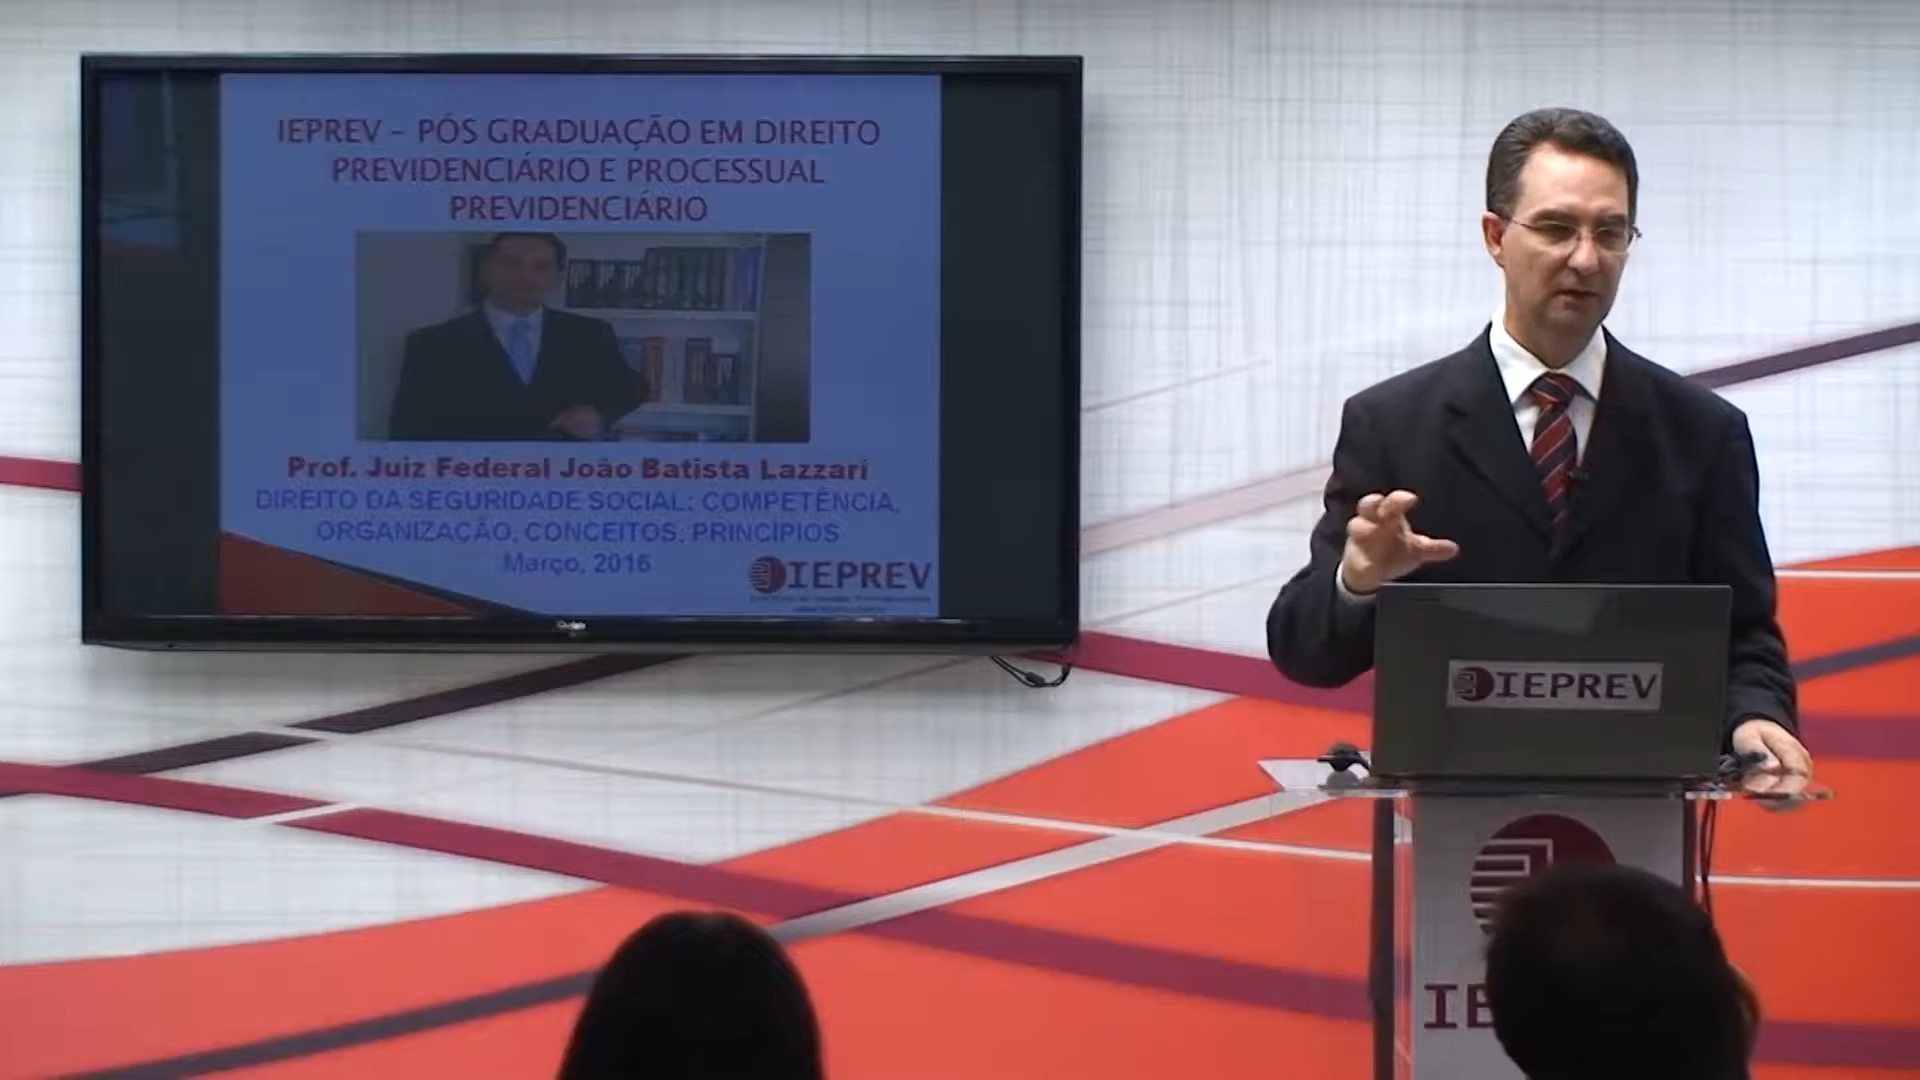 IEPREV – PÓS GRADUAÇÃO EM DIREITO
PREVIDENCIÁRIO E PROCESSUAL
PREVIDENCIÁRIO
Prof. Juiz Federal João Batista Lazzari
DIREITO DA SEGURIDADE SOCIAL: COMPETÊNCIA,
ORGANIZAÇÃO, CONCEITOS, PRINCÍPIOS
Março, 2016
IEPREV
IEPREV
IE